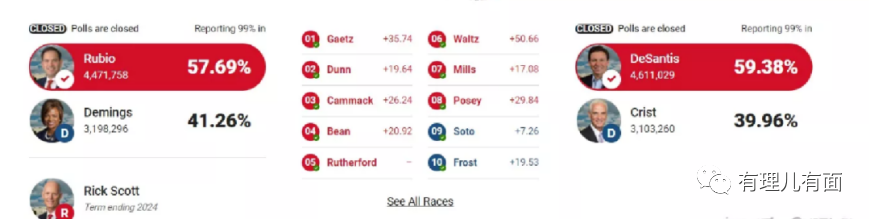 CLOSED Polls are closed Reporting 99% in
Rubio
4,471,758
57.69%
Demings
3,198,296
41.26%
D
Rick Scott
Term ending 2024
R
01 Gaetz +35.74
02 Dunn +19.64
03 Cammack +26.24
04 Bean +20.92
05 Rutherford –
06 Waltz +50.66
07 Mills +17.08
08 Posey +29.84
09 Soto +7.26
10 Frost +19.53
See All Races
CLOSED Polls are closed Reporting 99% in
DeSantis
4,611,029
59.38%
Crist
3,103,260
39.96%
D
有理儿有面